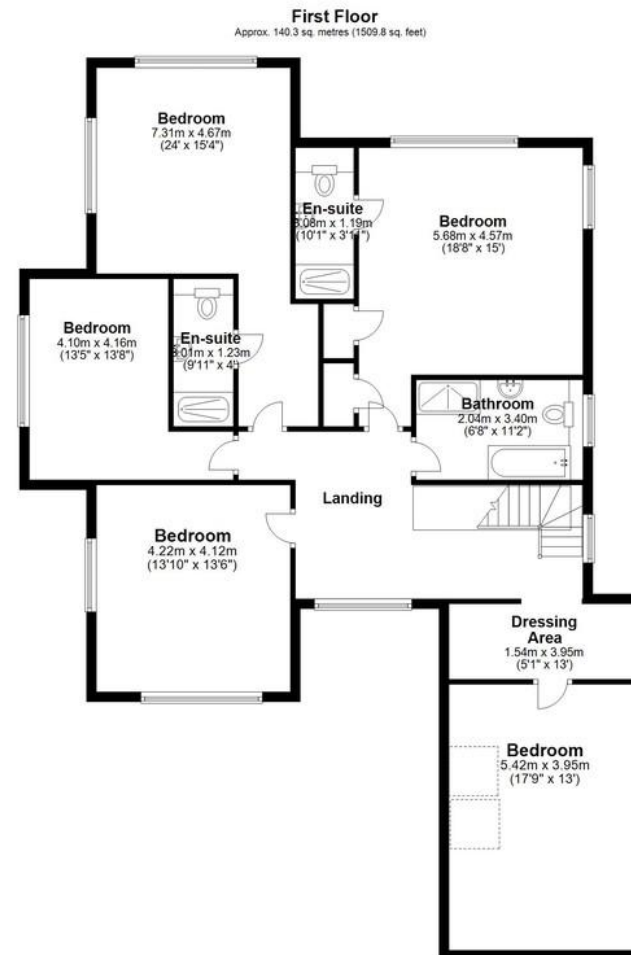 First Floor
Approx. 140.3 sq. metres (1509.8 sq. feet)
Bedroom
7.31m x 4.67m
(24' x 15'4")
En-suite
3.08m x 1.19m
(10'1" x 3'11")
Bedroom
5.68m x 4.57m
(18'8" x 15')
Bedroom
4.10m x 4.16m
(13'5" x 13'8")
En-suite
3.01m x 1.23m
(9'11" x 4')
Bathroom
2.04m x 3.40m
(6'8" x 11'2")
Landing
Bedroom
4.22m x 4.12m
(13'10" x 13'6")
Dressing
Area
1.54m x 3.95m
(5'1" x 13')
Bedroom
5.42m x 3.95m
(17'9" x 13')